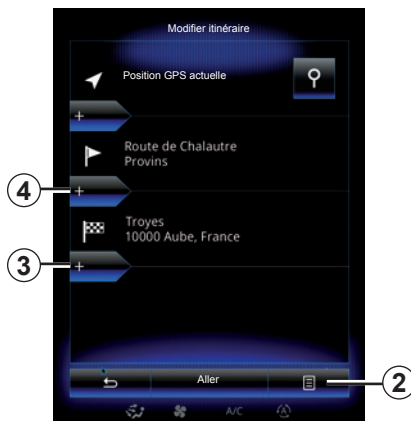 Modifier itinéraire
Position GPS actuelle
+
Route de Chalautre
Provins
4
+
Troyes
10000 Aube, France
3
+
Aller
2
A/C
A